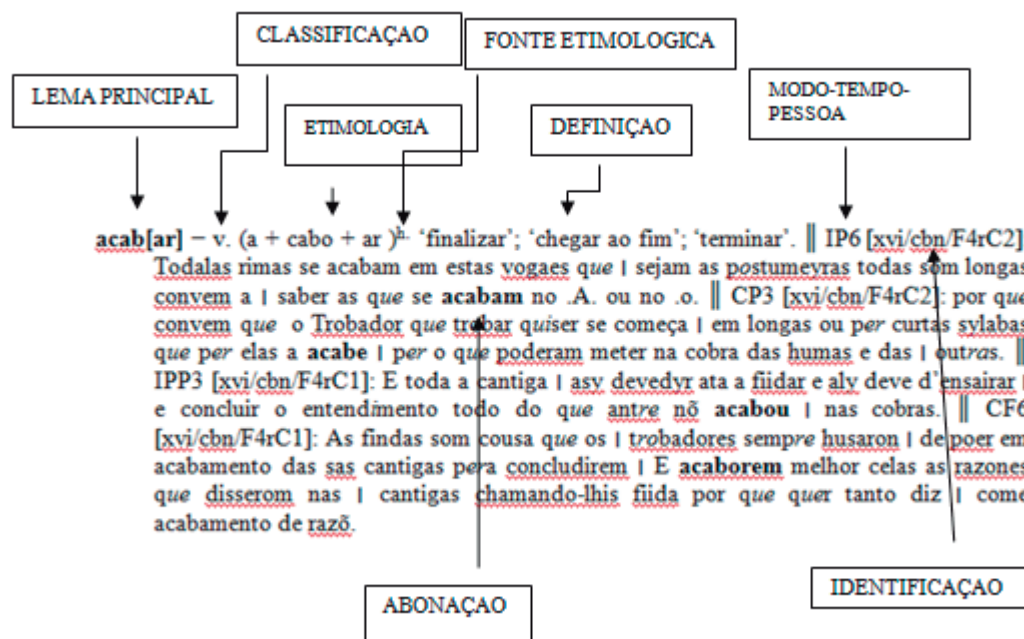 CLASSIFICAÇAO
FONTE ETIMOLOGICA
LEMA PRINCIPAL
MODO-TEMPO-
PESSOA
ETIMOLOGIA
DEFINIÇAO
acab[ar] – v. (a + cabo + ar )h. ‘finalizar’; ‘chegar ao fim’; ‘terminar’. ‖ IP6 [xvi/cbn/F4rC2]
Todalas rimas se acabam em estas vogaes que | sejam as postumeyras todas som longas
convem a | saber as que se acabam no .A. ou no .o. ‖ CP3 [xvi/cbn/F4rC2]: por que
convem que o Trobador que trobar quiser se começa | em longas ou per curtas sylabas
que per elas a acabe | per o que poderam meter na cobra das humas e das | outras. ‖
IPP3 [xvi/cbn/F4rC1]: E toda a cantiga | asy devedyr ata a fiidar e aly deve d’ensairar |
e concluir o entendimento todo do que antre nõ acabou | nas cobras. ‖ CF6
[xvi/cbn/F4rC1]: As findas som cousa que os | trobadores sempre husaron | de poer em
acabamento das sas cantigas pera concludirem | E acaborem melhor celas as razones
que disserom nas | cantigas chamando-lhis fiida por que quer tanto diz | come
acabamento de razõ.
ABONAÇAO
IDENTIFICAÇAO